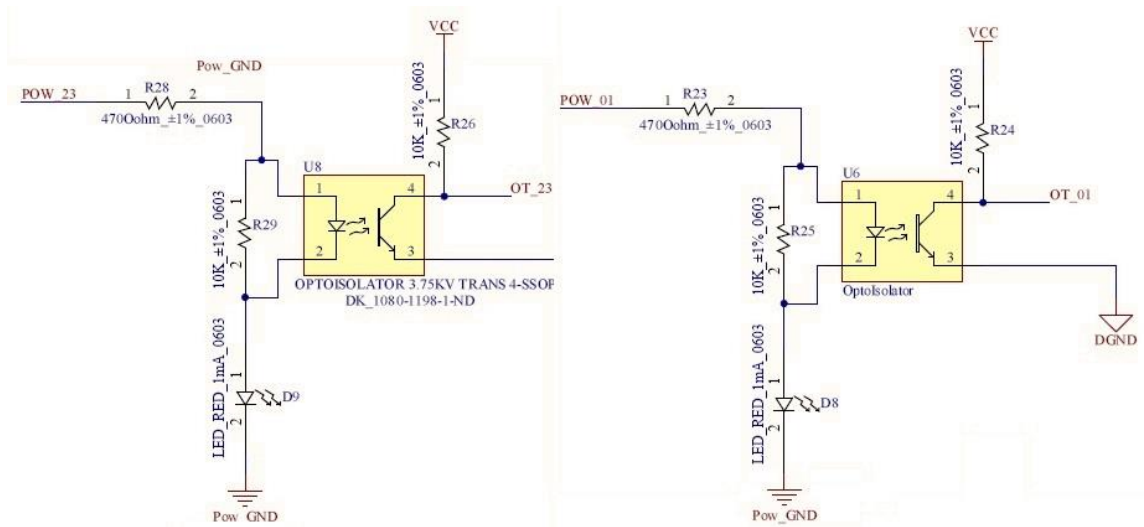 VCC
Pow_GND
POW_23
1
R28
2
470Oohm_±1%_0603
10K_±1%_0603
1
R26
2
U8
1
4
OT_23
10K_±1%_0603
1
R29
2
2
3
OPTOISOLATOR 3.75KV TRANS 4-SSOP
DK_1080-1198-1-ND
LED_RED_1mA_0603
1
D9
2
Pow_GND
VCC
POW_01
1
R23
2
470Oohm_±1%_0603
10K_±1%_0603
1
R24
2
U6
1
4
OT_01
10K_±1%_0603
1
R25
2
2
3
OptoIsolator
DGND
LED_RED_1mA_0603
1
D8
2
Pow_GND